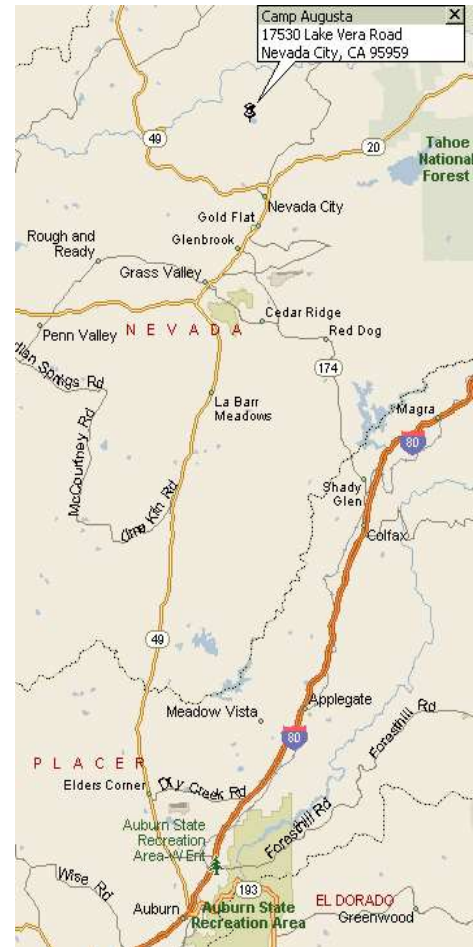 Camp Augusta X
17530 Lake Vera Road
Nevada City, CA 95959
49
20
Tahoe
National
Forest
Nevada City
Gold Flat
Rough and
Ready
Glenbrook
Grass Valley
Cedar Ridge
Penn Valley
NEVADA
Red Dog
dian Springs Rd
174
La Barr
Meadows
Magra
80
McCourtney Rd
Lime Kiln Rd
Shady
Glen
Colfax
49
Applegate
Meadow Vista
80
Foresthill Rd
PLACER
Elders Corner
Dry Creek Rd
Auburn State
Recreation
Area-W Ent
Foresthill Rd
Wise Rd
193
EL DORADO
Auburn
Auburn State
Recreation Area
Greenwood